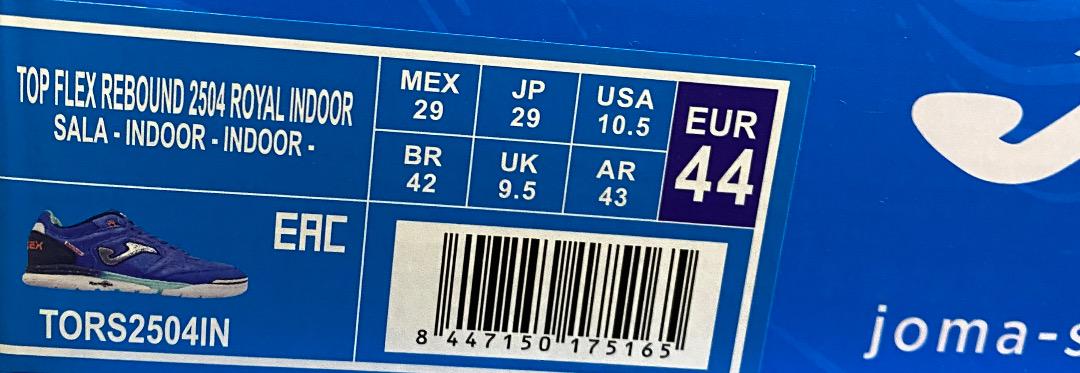 TOP FLEX REBOUND 2504 ROYAL INDOOR
SALA - INDOOR - INDOOR -
MEX
29
JP
29
USA
10.5
EUR
44
BR
42
UK
9.5
AR
43
EAC
TORS2504IN
8 447150 175165
joma-s